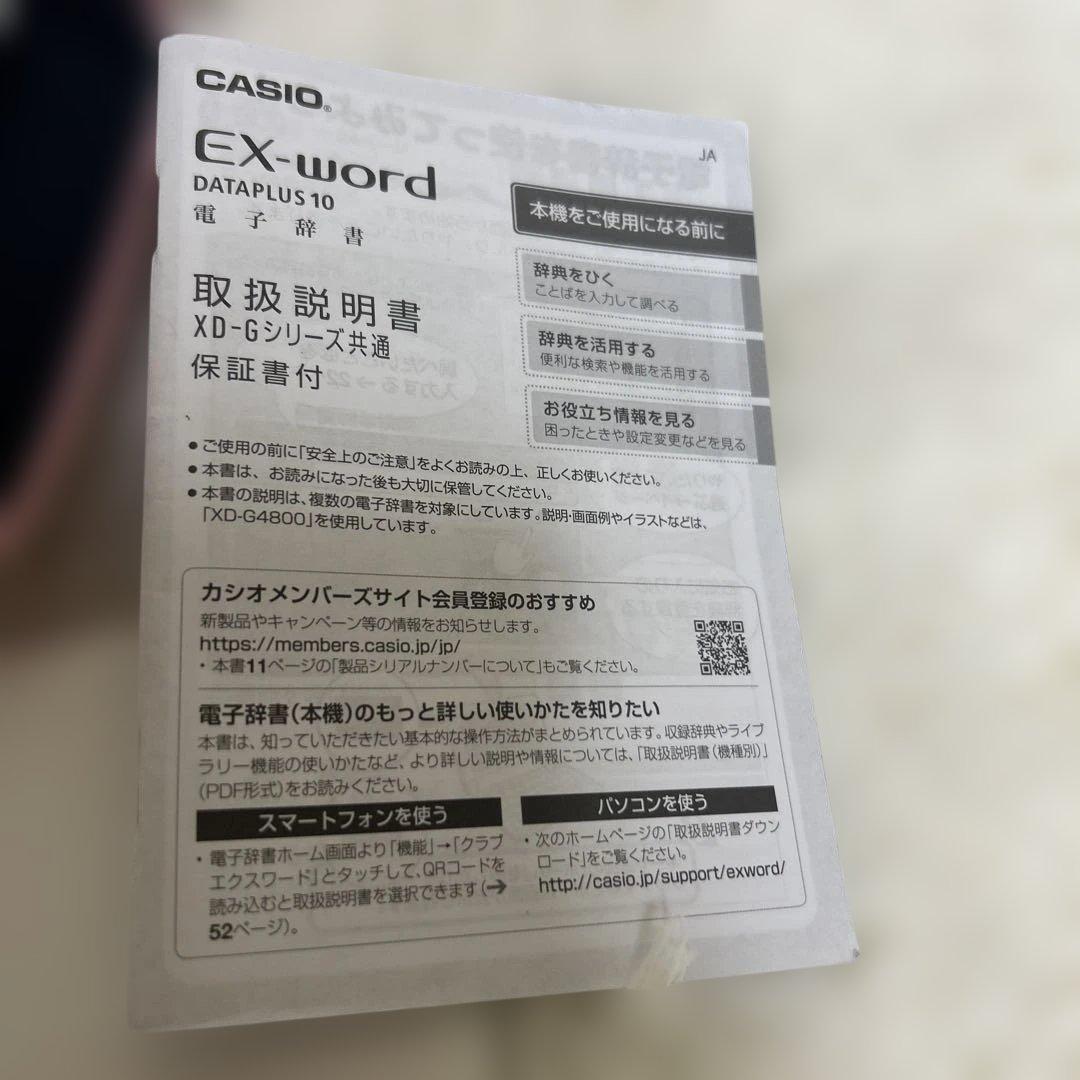 CASIO®
EX-word
DATAPLUS 10
電子辞書
取扱説明書
XD-Gシリーズ共通
保証書付
JA
本機をご使用になる前に
辞典をひく
ことばを入力して調べる
辞典を活用する
便利な検索や機能を活用する
お役立ち情報を見る
困ったときや設定変更などを見る
●ご使用の前に「安全上のご注意」をよくお読みの上、正しくお使いください。
●本書は、お読みになった後も大切に保管してください。
●本書の説明は、複数の電子辞書を対象にしています。説明・画面例やイラストなどは、
「XD-G4800」を使用しています。
カシオメンバーズサイト会員登録のおすすめ
新製品やキャンペーン等の情報をお知らせします。
https://members.casio.jp/jp/
・本書11ページの「製品シリアルナンバーについて」もご覧ください。
電子辞書(本機)のもっと詳しい使いかたを知りたい
本書は、知っていただきたい基本的な操作方法がまとめられています。収録辞典やライブ
ラリー機能の使いかたなど、より詳しい説明や情報については、「取扱説明書(機種別)」
(PDF形式)をお読みください。
スマートフォンを使う
・電子辞書ホーム画面より「機能」→「クラブ
エクスワード」とタッチして、QRコードを
読み込むと取扱説明書を選択できます(➔
52ページ)。
パソコンを使う
・次のホームページの「取扱説明書ダウン
ロード」をご覧ください。
http://casio.jp/support/exword/